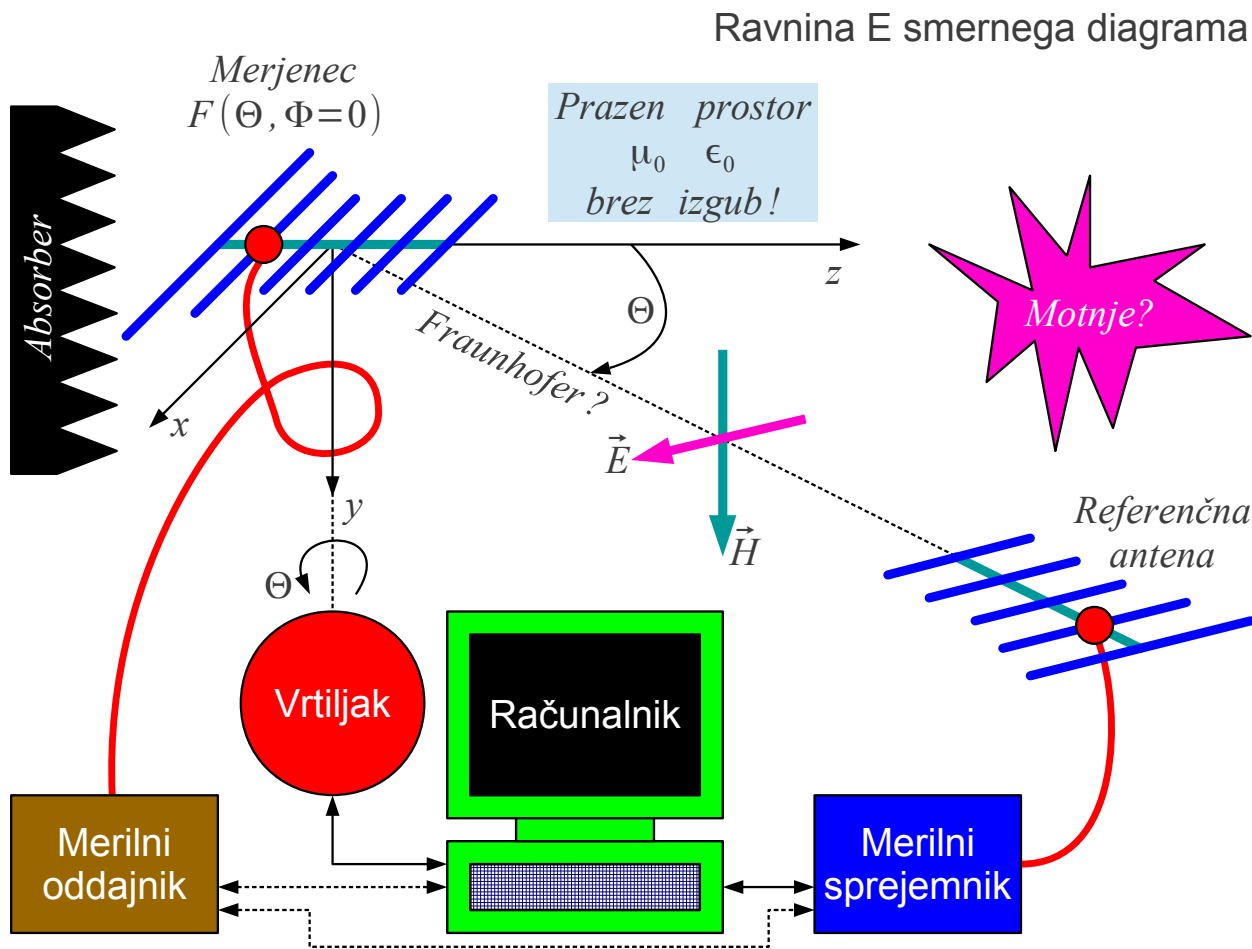 Ravnina E smernega diagrama
Merjenec
F(Θ, Φ=0)
Prazen prostor
μ₀ ϵ₀
brez izgub!
Absorber
z
Θ
Motnje?
Fraunhofer?
x
E⃗
y
H⃗
Referenčna
antena
Θ
Vrtiljak
Računalnik
Merilni
oddajnik
Merilni
sprejemnik